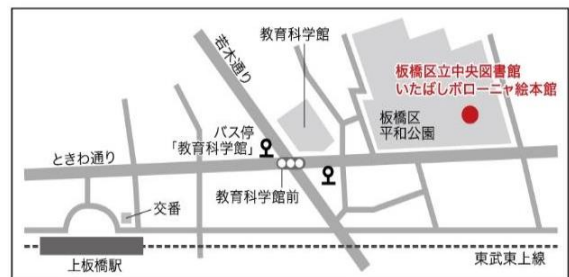 教育科学館
若木通り
板橋区立中央図書館
いたばしボローニャ絵本館
板橋区
平和公園
バス停
「教育科学館」
ときわ通り
教育科学館前
交番
上板橋駅
東武東上線